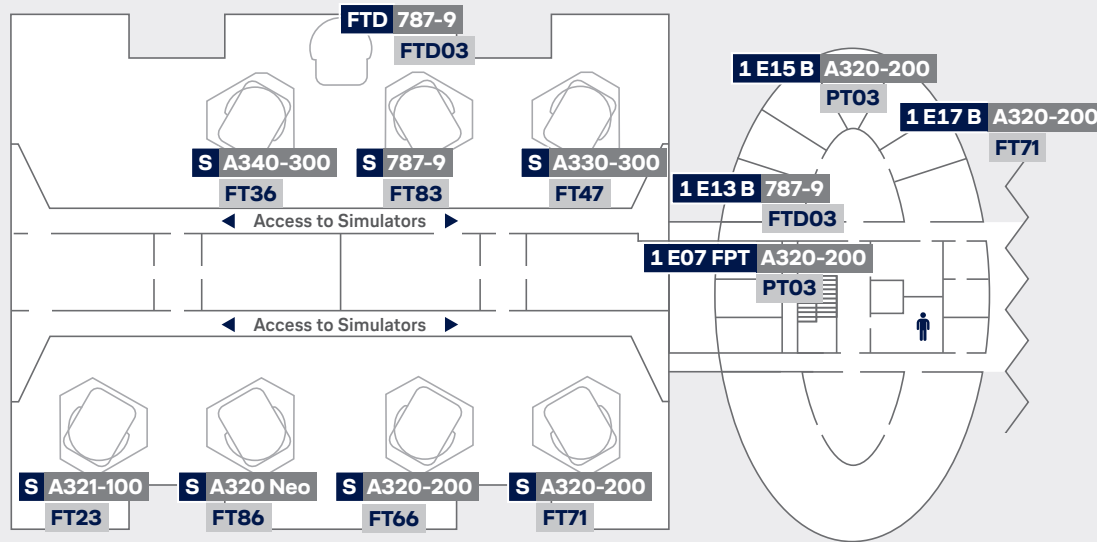 FTD 787-9
FTD03
1 E15 B A320-200
PT03
1 E17 B A320-200
FT71
S A340-300
FT36
S 787-9
FT83
S A330-300
FT47
1 E13 B 787-9
FTD03
Access to Simulators
1 E07 FPT A320-200
PT03
Access to Simulators
S A321-100
FT23
S A320 Neo
FT86
S A320-200
FT66
S A320-200
FT71